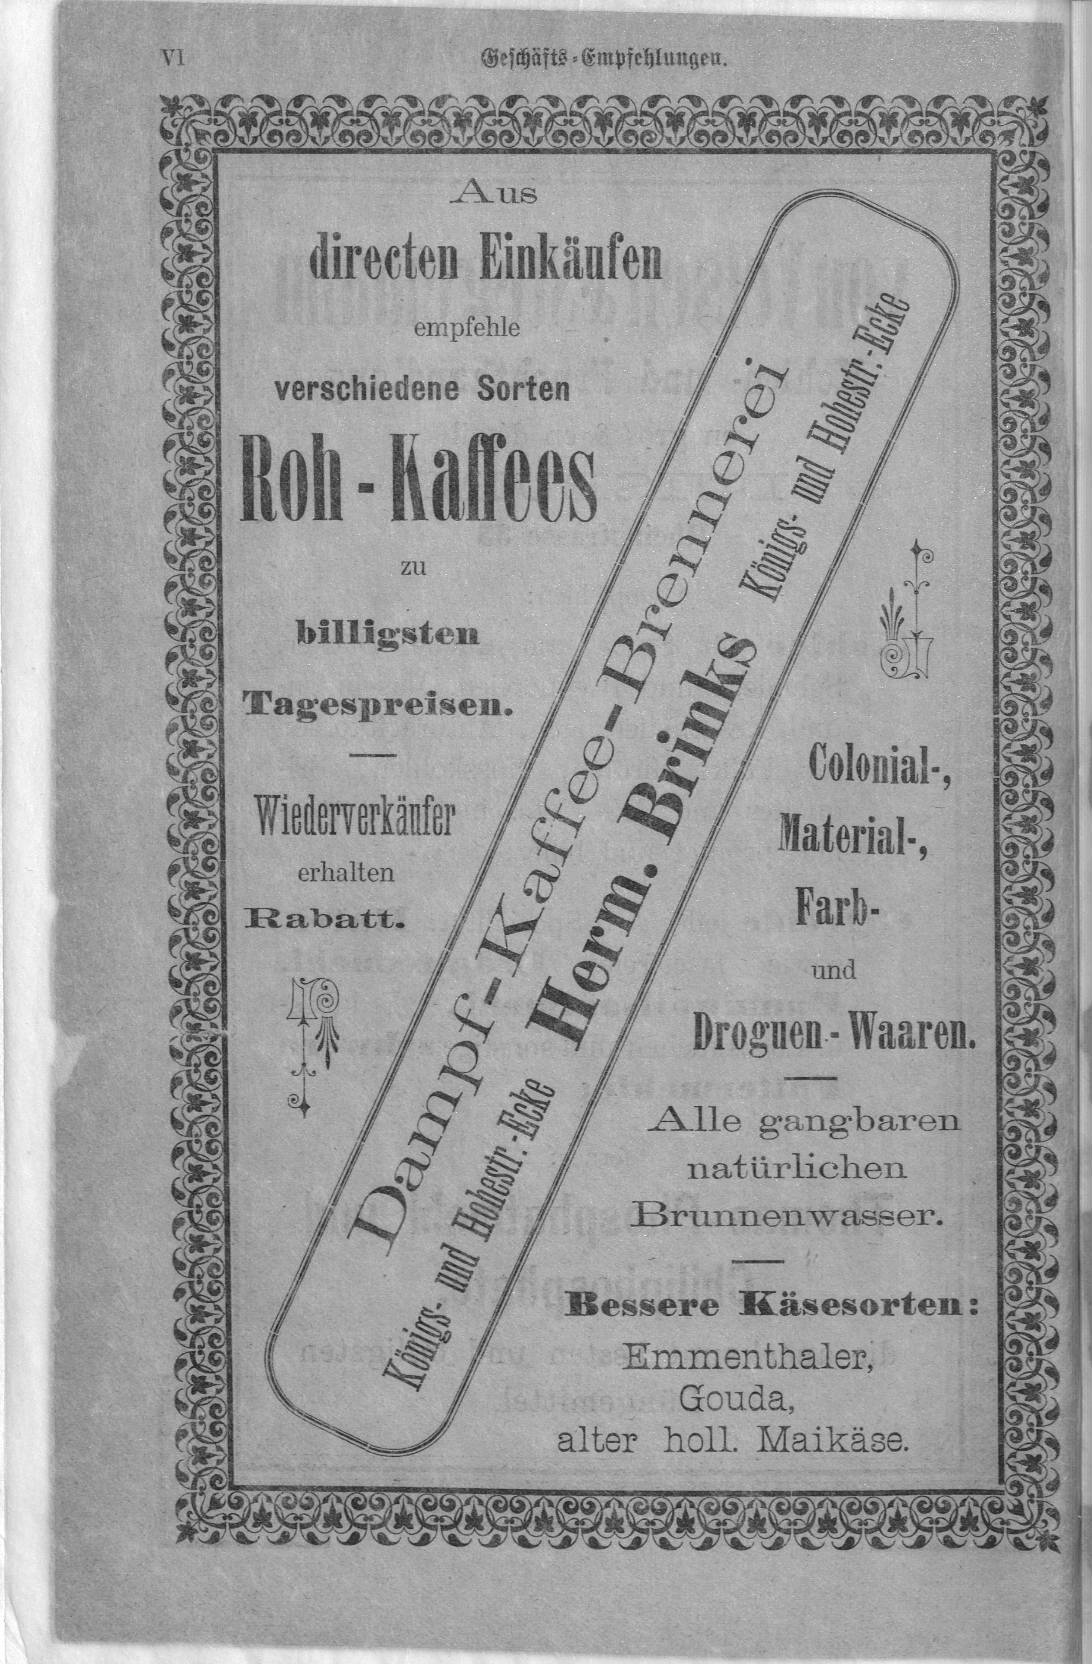 VI
Geschäfts-Empfehlungen.
Aus
directen Einkäufen
empfehle
verschiedene Sorten
Roh-Kaffees
zu
billigsten
Tagespreisen.
Wiederverkäufer
erhalten
Rabatt.
Dampf-Kaffee-Brennerei
Königs- und Hohestr.-Ecke Herm. Brinks Königs- und Hohestr.-Ecke
Colonial-,
Material-,
Farb-
und
Droguen-Waaren.
Alle gangbaren
natürlichen
Brunnenwasser.
Bessere Käsesorten:
Emmenthaler,
Gouda,
alter holl. Maikäse.